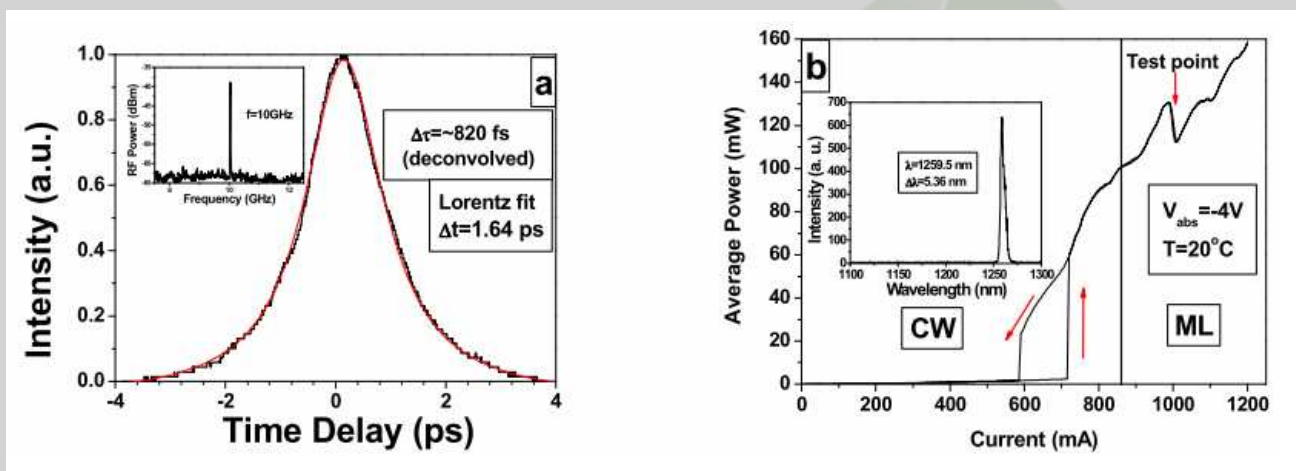 a
1.0
0.8
0.6
0.4
0.2
0.0
-4
-2
0
2
4
Intensity (a.u.)
Time Delay (ps)
RF Power (dBm)
Frequency (GHz)
f=10GHz
8
10
12
Δτ=~820 fs
(deconvolved)
Lorentz fit
Δt=1.64 ps
b
160
140
120
100
80
60
40
20
0
0
200
400
600
800
1000
1200
Average Power (mW)
Current (mA)
Test point
700
600
500
400
300
200
100
0
1100
1150
1200
1250
1300
Intensity (a. u.)
Wavelength (nm)
λ=1259.5 nm
Δλ=5.36 nm
V abs =-4V
T=20°C
CW
ML